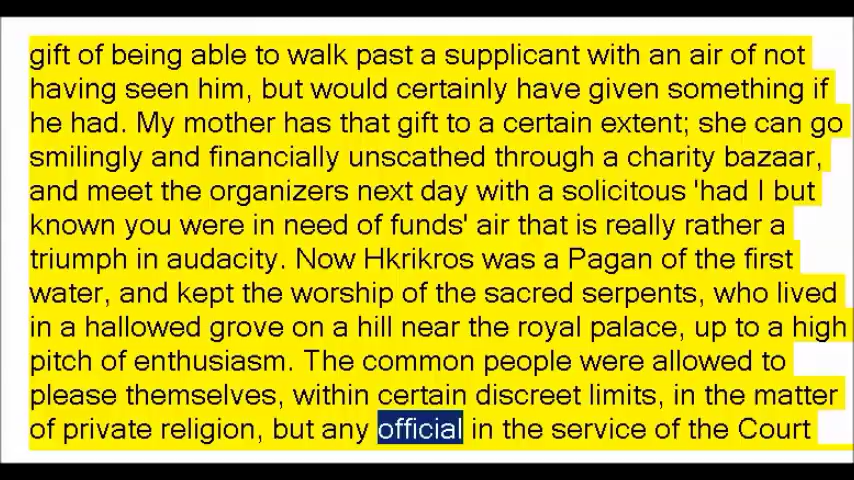 gift of being able to walk past a supplicant with an air of not
having seen him, but would certainly have given something if
he had. My mother has that gift to a certain extent; she can go
smilingly and financially unscathed through a charity bazaar,
and meet the organizers next day with a solicitous 'had I but
known you were in need of funds' air that is really rather a
triumph in audacity. Now Hkrikros was a Pagan of the first
water, and kept the worship of the sacred serpents, who lived
in a hallowed grove on a hill near the royal palace, up to a high
pitch of enthusiasm. The common people were allowed to
please themselves, within certain discreet limits, in the matter
of private religion, but any official in the service of the Court